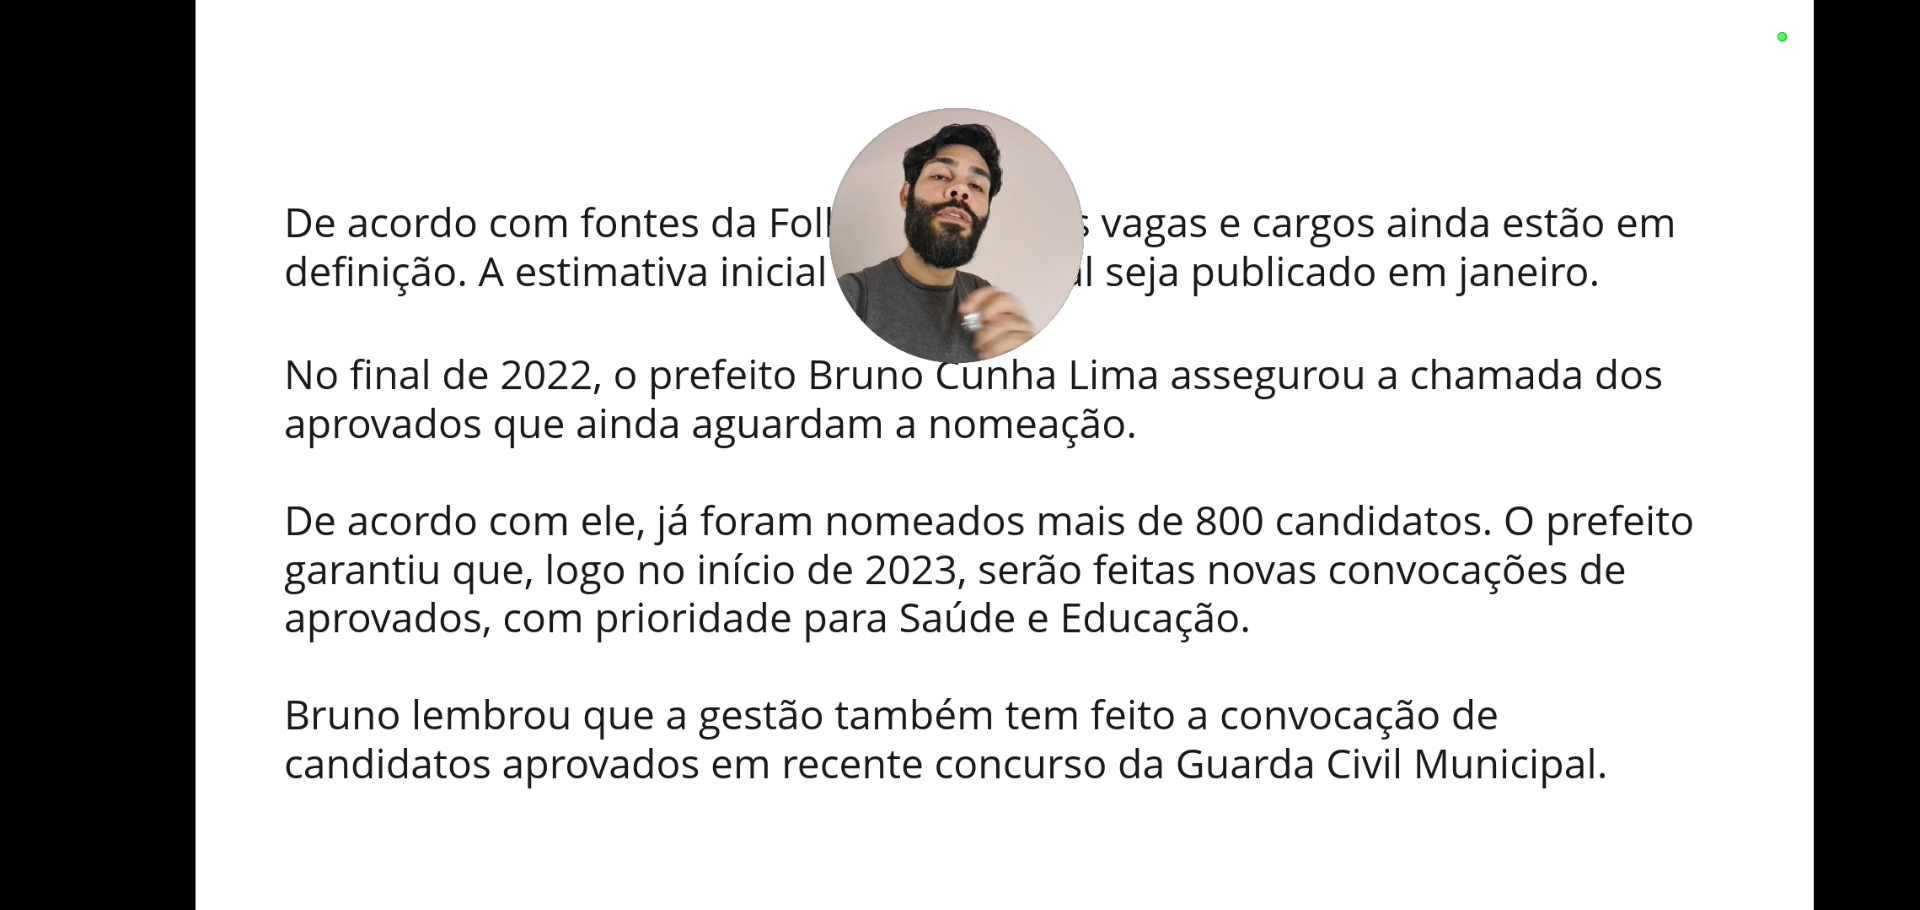 De acordo com fontes da vagas e cargos ainda estão em
definição. A estimativa inicial seja publicado em janeiro.
No final de 2022, o prefeito Bruno Cunha Lima assegurou a chamada dos
aprovados que ainda aguardam a nomeação.
De acordo com ele, já foram nomeados mais de 800 candidatos. O prefeito
garantiu que, logo no início de 2023, serão feitas novas convocações de
aprovados, com prioridade para Saúde e Educação.
Bruno lembrou que a gestão também tem feito a convocação de
candidatos aprovados em recente concurso da Guarda Civil Municipal.